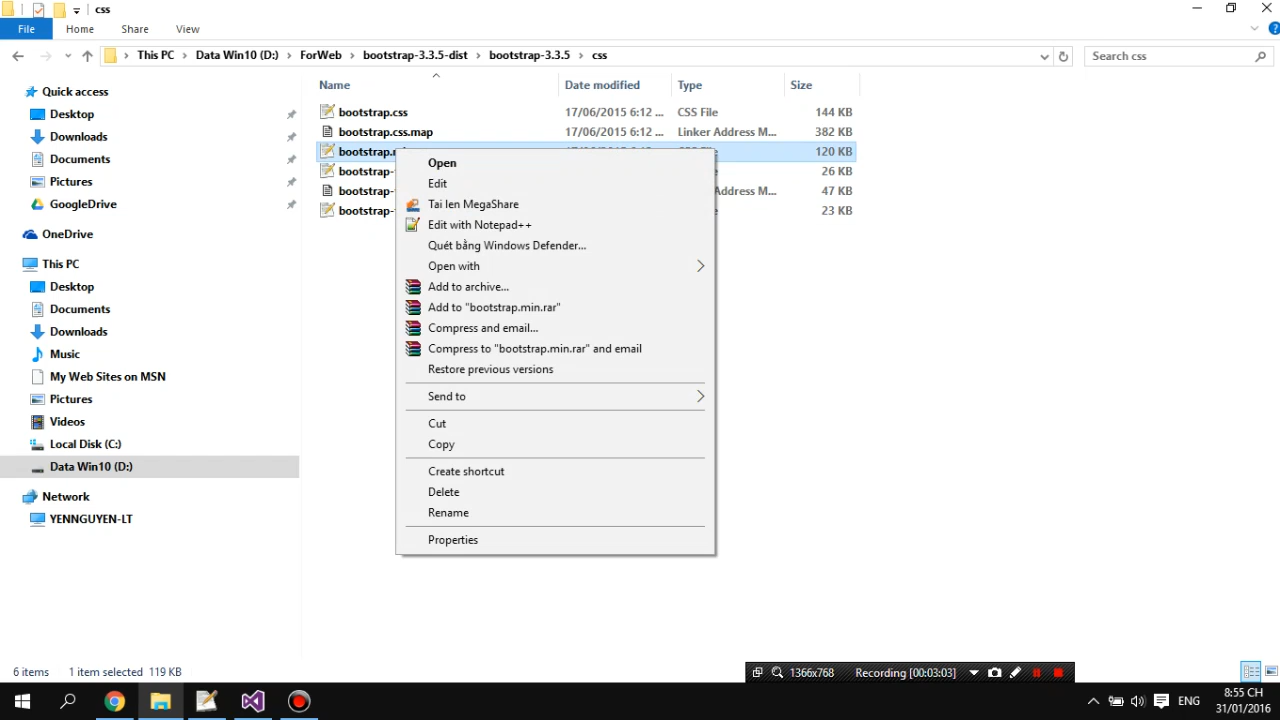 css
File
Home
Share
View
This PC
Data Win10 (D:)
ForWeb
bootstrap-3.3.5-dist
bootstrap-3.3.5
css
Search css
Name
Date modified
Type
Size
bootstrap.css
17/06/2015 6:12 ...
CSS File
144 KB
bootstrap.css.map
17/06/2015 6:12 ...
Linker Address M...
382 KB
120 KB
26 KB
Address M...
47 KB
23 KB
Quick access
Desktop
Downloads
Documents
Pictures
GoogleDrive
OneDrive
This PC
Desktop
Documents
Downloads
Music
My Web Sites on MSN
Pictures
Videos
Local Disk (C:)
Data Win10 (D:)
Network
YENNGUYEN-LT
Open
Edit
Tai len MegaShare
Edit with Notepad++
Quét bằng Windows Defender...
Open with
Add to archive...
Add to "bootstrap.min.rar"
Compress and email...
Compress to "bootstrap.min.rar" and email
Restore previous versions
Send to
Cut
Copy
Create shortcut
Delete
Rename
Properties
6 items
1 item selected 119 KB
1366x768
Recording [00:03:03]
ENG
8:55 CH
31/01/2016